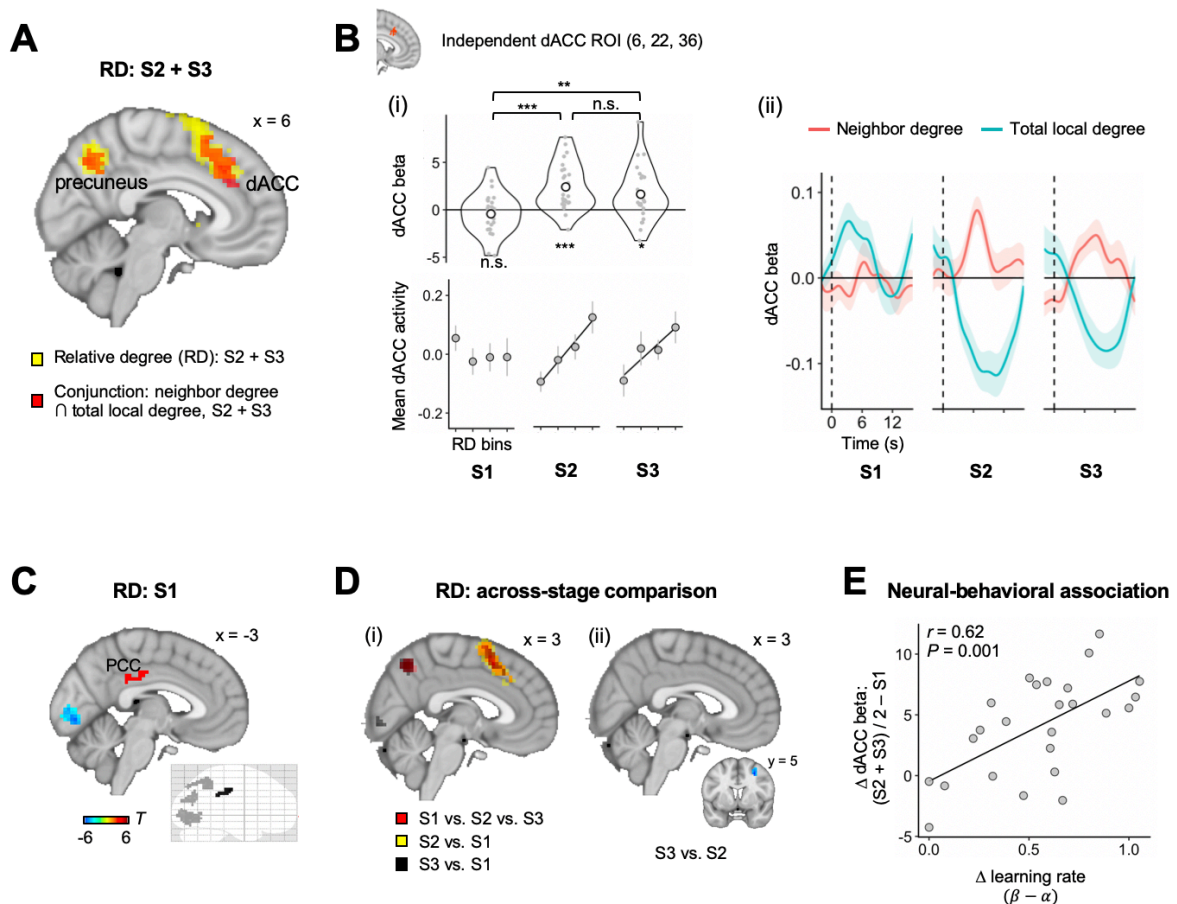 A
RD: S2 + S3
x = 6
precuneus
dACC
Relative degree (RD): S2 + S3
Conjunction: neighbor degree
∩ total local degree, S2 + S3
B
Independent dACC ROI (6, 22, 36)
(i)
**
***
n.s.
dACC beta
5
0
-5
n.s.
***
*
Mean dACC activity
0.2
0.0
-0.2
RD bins
S1
S2
S3
(ii)
Neighbor degree
Total local degree
dACC beta
0.1
0.0
-0.1
0
6
12
Time (s)
S1
S2
S3
C
RD: S1
x = -3
PCC
T
-6
6
D
RD: across-stage comparison
(i)
x = 3
S1 vs. S2 vs. S3
S2 vs. S1
S3 vs. S1
(ii)
x = 3
y = 5
S3 vs. S2
E
Neural-behavioral association
r = 0.62
P = 0.001
Δ dACC beta:
(S2 + S3) / 2 – S1
10
5
0
-5
0.0
0.5
1.0
Δ learning rate
(β − α)